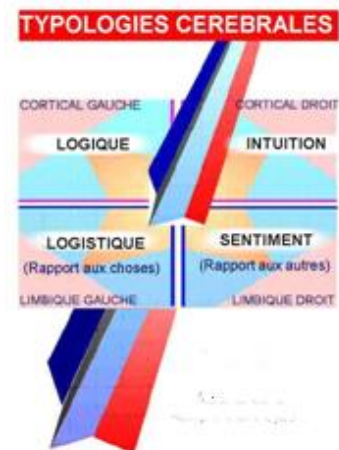 TYPOLOGIES CEREBRALES
CORTICAL GAUCHE
CORTICAL DROIT
LOGIQUE
INTUITION
LOGISTIQUE
(Rapport aux choses)
SENTIMENT
(Rapport aux autres)
LIMBIQUE GAUCHE
LIMBIQUE DROIT